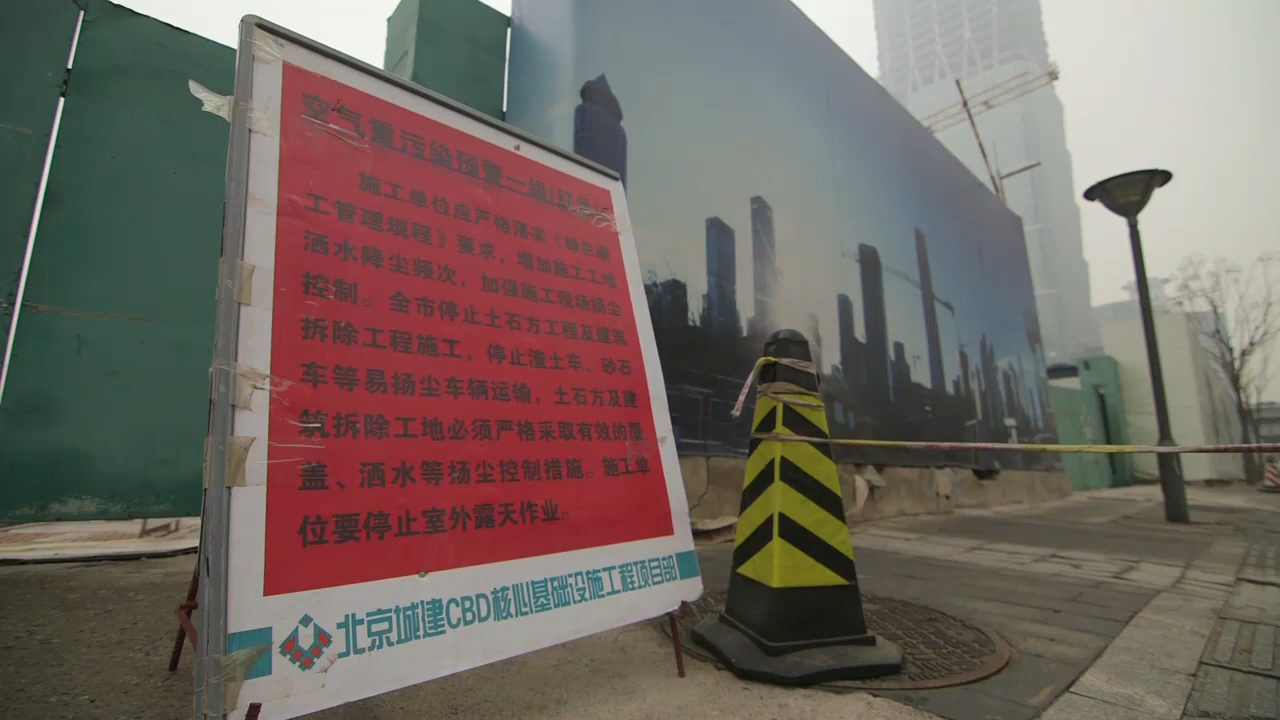 空气重污染预警一级(红色)
施工单位应严格落实《绿色施
工管理规程》要求，增加施工工地
洒水降尘频次，加强施工现场扬尘
控制。全市停止土石方工程及建筑
拆除工程施工，停止渣土车、砂石
车等易扬尘车辆运输，土石方及建
筑拆除工地必须严格采取有效的覆
盖、洒水等扬尘控制措施。施工单
位要停止室外露天作业。
北京城建CBD核心基础设施工程项目部